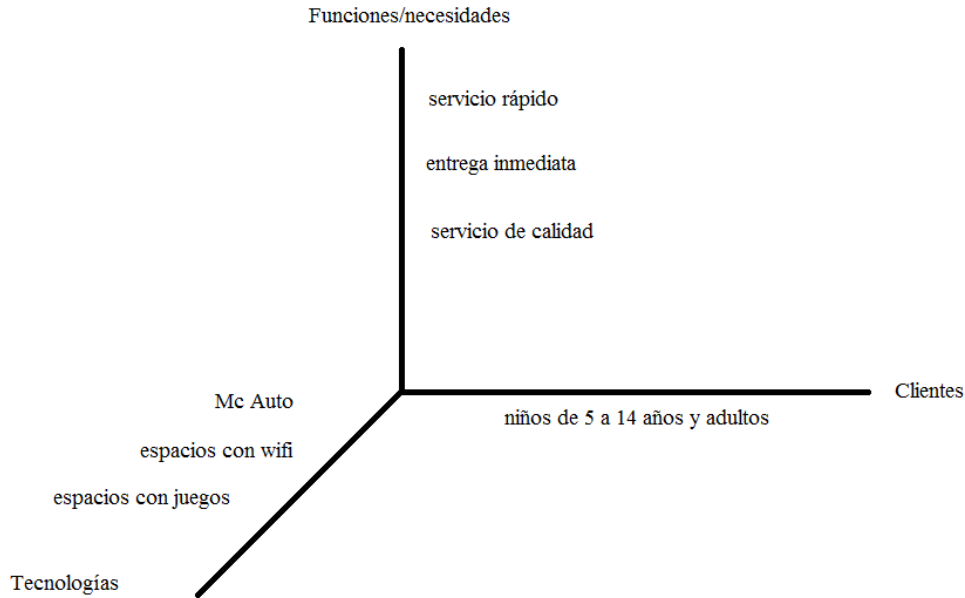 Funciones/necesidades
servicio rápido
entrega inmediata
servicio de calidad
Clientes
niños de 5 a 14 años y adultos
Mc Auto
espacios con wifi
espacios con juegos
Tecnologías